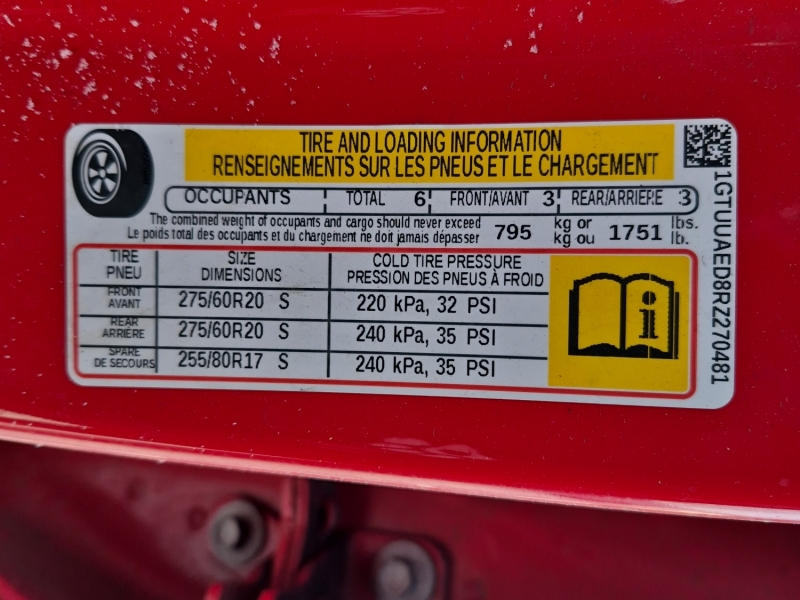 TIRE AND LOADING INFORMATION
RENSEIGNEMENTS SUR LES PNEUS ET LE CHARGEMENT
OCCUPANTS TOTAL 6 FRONT/AVANT 3 REAR/ARRIERE 3
The combined weight of occupants and cargo should never exceed 795 kg or 1751 lbs.
Le poids total des occupants et du chargement ne doit jamais dépasser kg ou lb.
TIRE SIZE COLD TIRE PRESSURE
PNEU DIMENSIONS PRESSION DES PNEUS À FROID
FRONT
AVANT 275/60R20 S 220 kPa, 32 PSI
REAR
ARRIÈRE 275/60R20 S 240 kPa, 35 PSI
SPARE
DE SECOURS 255/80R17 S 240 kPa, 35 PSI
i
1GTUUAED8RZ270481